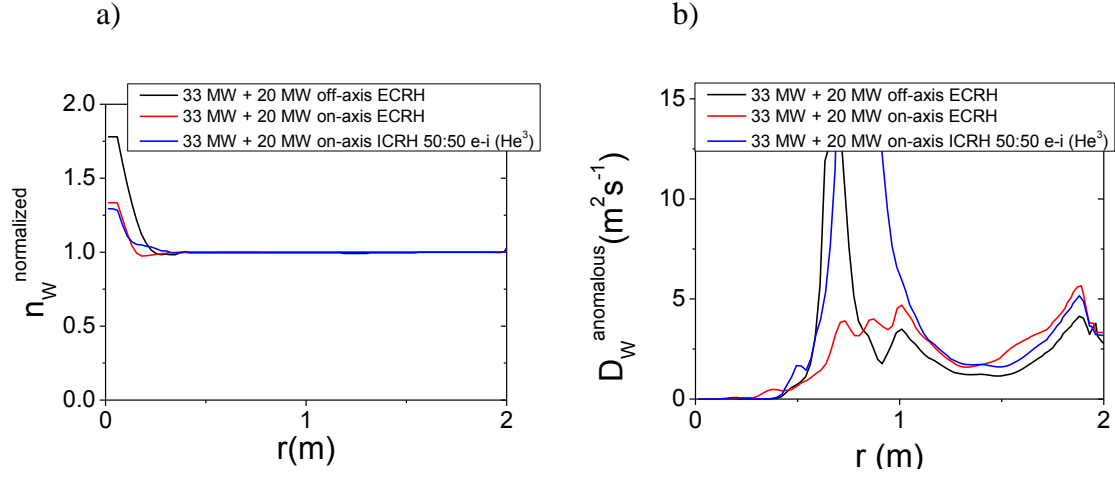 a)
b)
33 MW + 20 MW off-axis ECRH
33 MW + 20 MW on-axis ECRH
33 MW + 20 MW on-axis ICRH 50:50 e-i (He³)
2.0
1.5
1.0
0.5
0.0
n_W^normalized
0
1
2
r(m)
33 MW + 20 MW off-axis ECRH
33 MW + 20 MW on-axis ECRH
33 MW + 20 MW on-axis ICRH 50:50 e-i (He³)
15
10
5
0
D_W^anomalous(m²s⁻¹)
0
1
2
r (m)